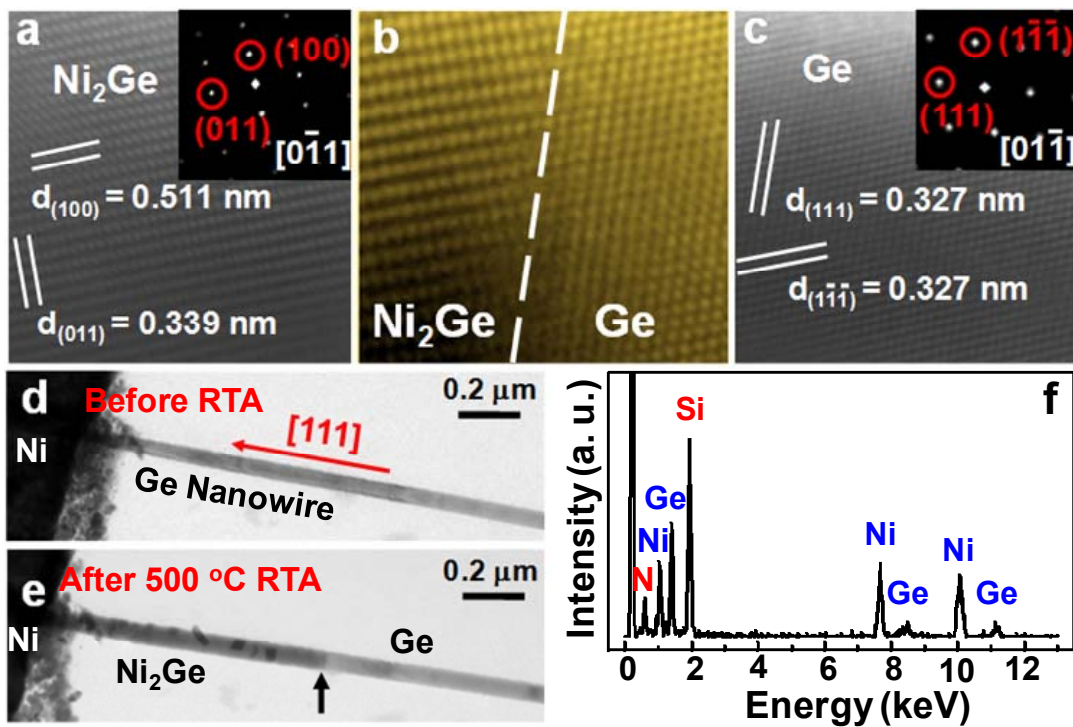 a
Ni₂Ge
(100)
(011)
[01̄1]
d(100) = 0.511 nm
d(011) = 0.339 nm
b
Ni₂Ge
Ge
c
Ge
(11̄1̄)
(111)
[011̄]
d(111) = 0.327 nm
d(11̄1̄) = 0.327 nm
d
Before RTA
0.2 μm
Ni
[111]
Ge Nanowire
e
After 500 °C RTA
0.2 μm
Ni
Ni₂Ge
Ge
f
Intensity (a. u.)
Si
Ge
Ni
N
Ni
Ge
Ni
Ge
0 2 4 6 8 10 12
Energy (keV)